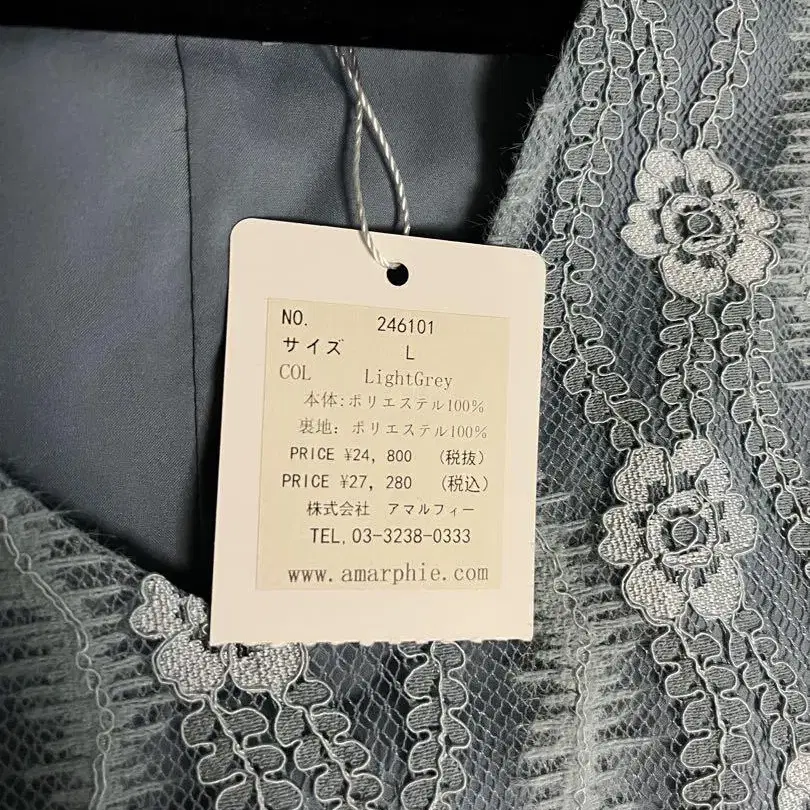 NO. 246101
サイズ L
COL LightGrey
本体:ポリエステル100%
裏地: ポリエステル100%
PRICE ¥24, 800 (税抜)
PRICE ¥27, 280 (税込)
株式会社 アマルフィー
TEL, 03-3238-0333
www.amarphie.com